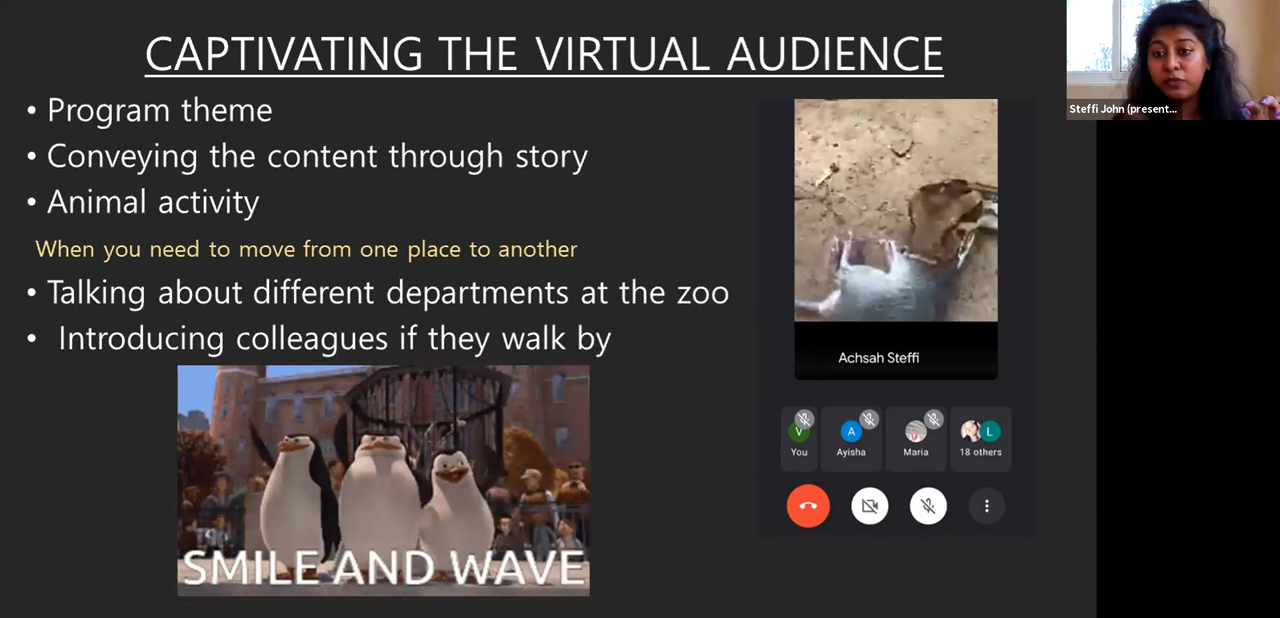 CAPTIVATING THE VIRTUAL AUDIENCE
• Program theme
• Conveying the content through story
• Animal activity
When you need to move from one place to another
• Talking about different departments at the zoo
• Introducing colleagues if they walk by
SMILE AND WAVE
Achsah Steffi
V
A
L
You
Ayisha
Maria
18 others
Steffi John (present...